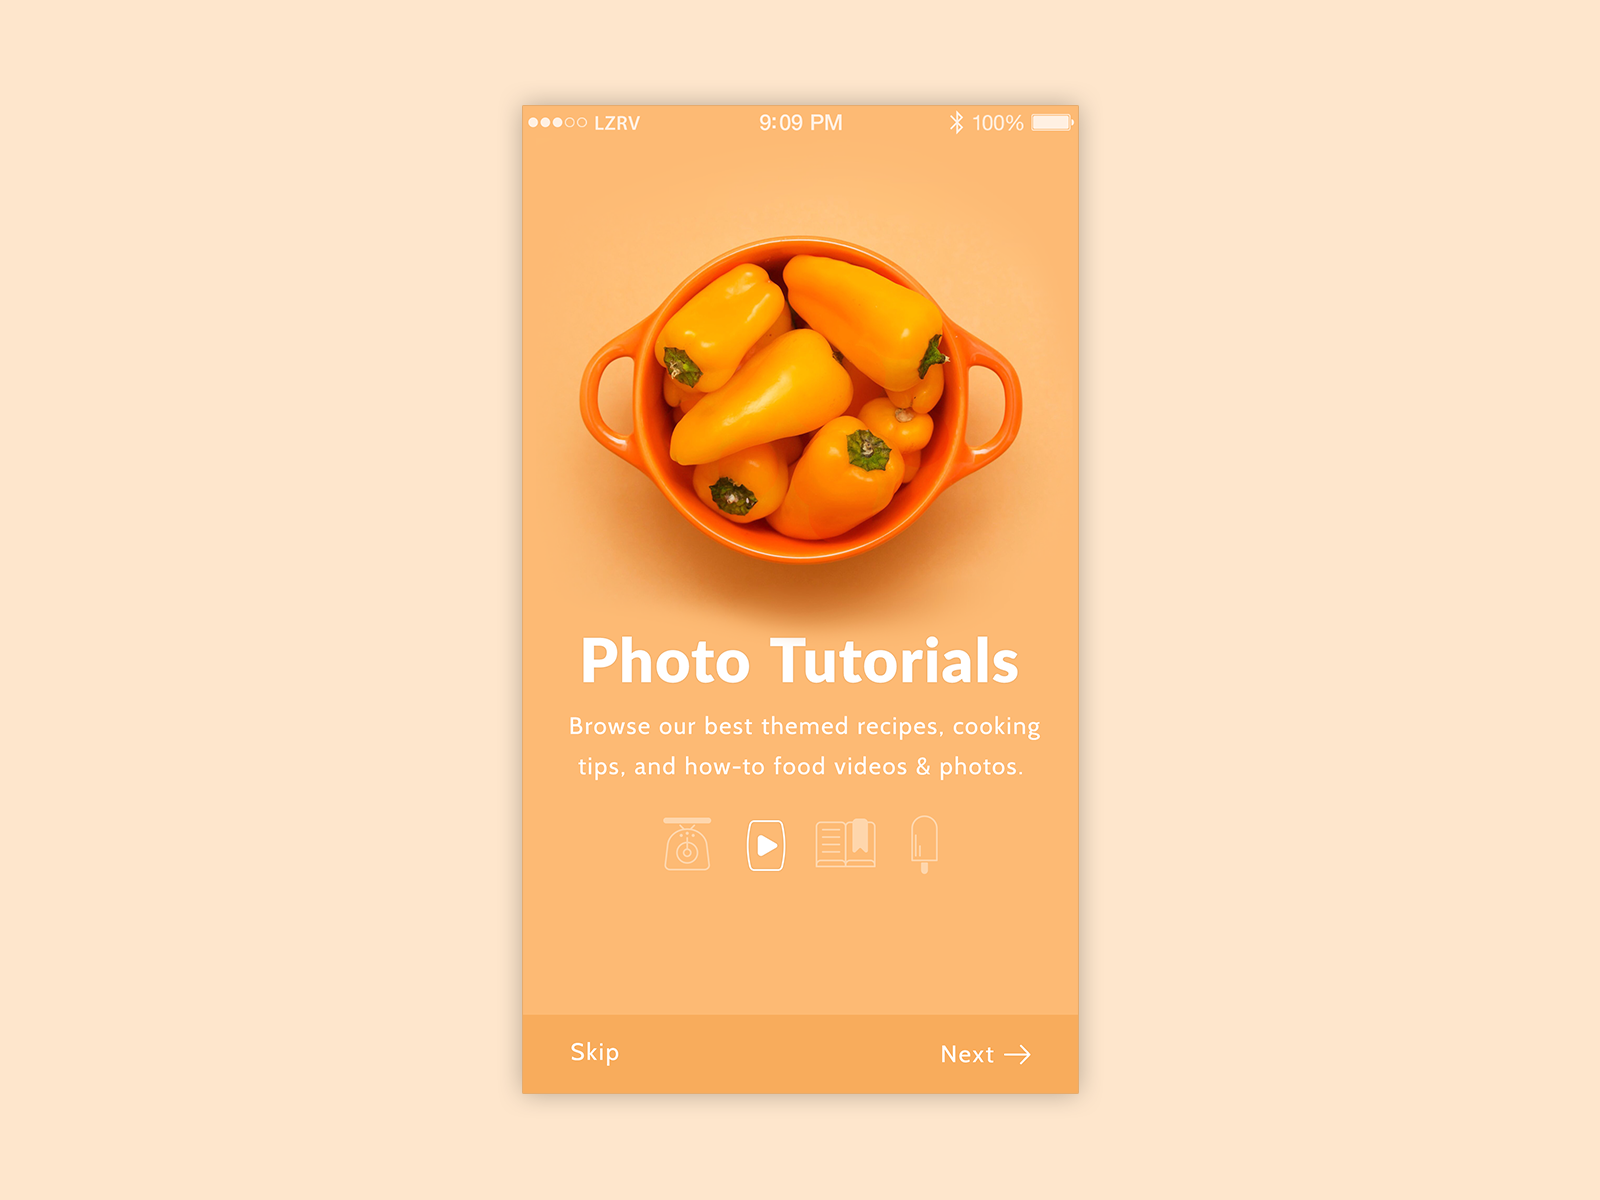 LZRV 9:09 PM 100%
Photo Tutorials
Browse our best themed recipes, cooking
tips, and how-to food videos & photos.
Skip Next →